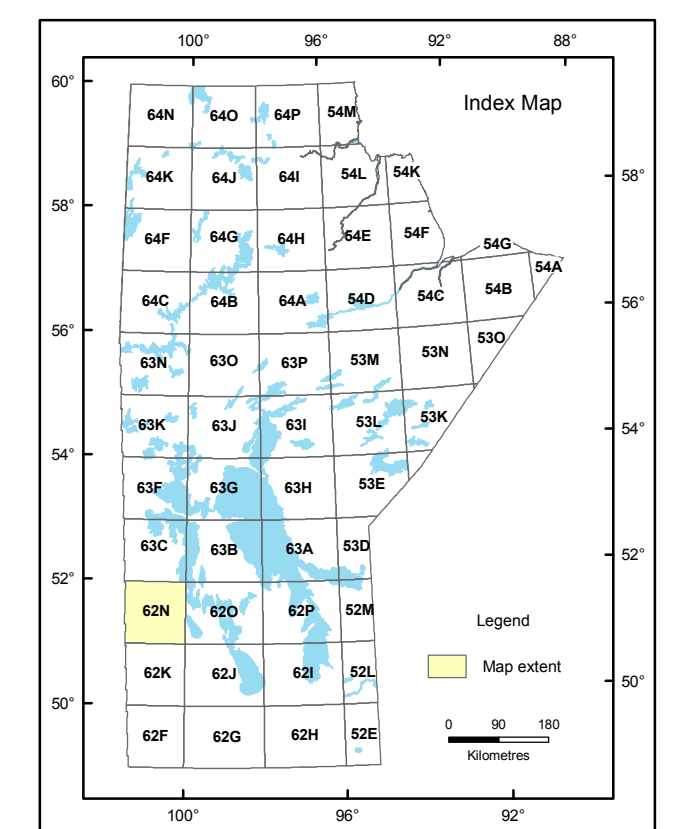 100° 96° 92° 88°
60°
Index Map
64N 64O 64P 54M
64K 64J 64I 54L 54K
58°
58°
64F 64G 64H 54E 54F 54G
54A
64C 64B 64A 54D 54C 54B
56°
56°
63N 63O 63P 53M 53N 53O
63K 63J 63I 53L 53K
54°
54°
63F 63G 63H 53E
63C 63B 63A 53D
52°
52°
62N 62O 62P 52M
Legend
Map extent
62K 62J 62I 52L
50°
50°
62F 62G 62H 52E
0 90 180
Kilometres
100° 96° 92°